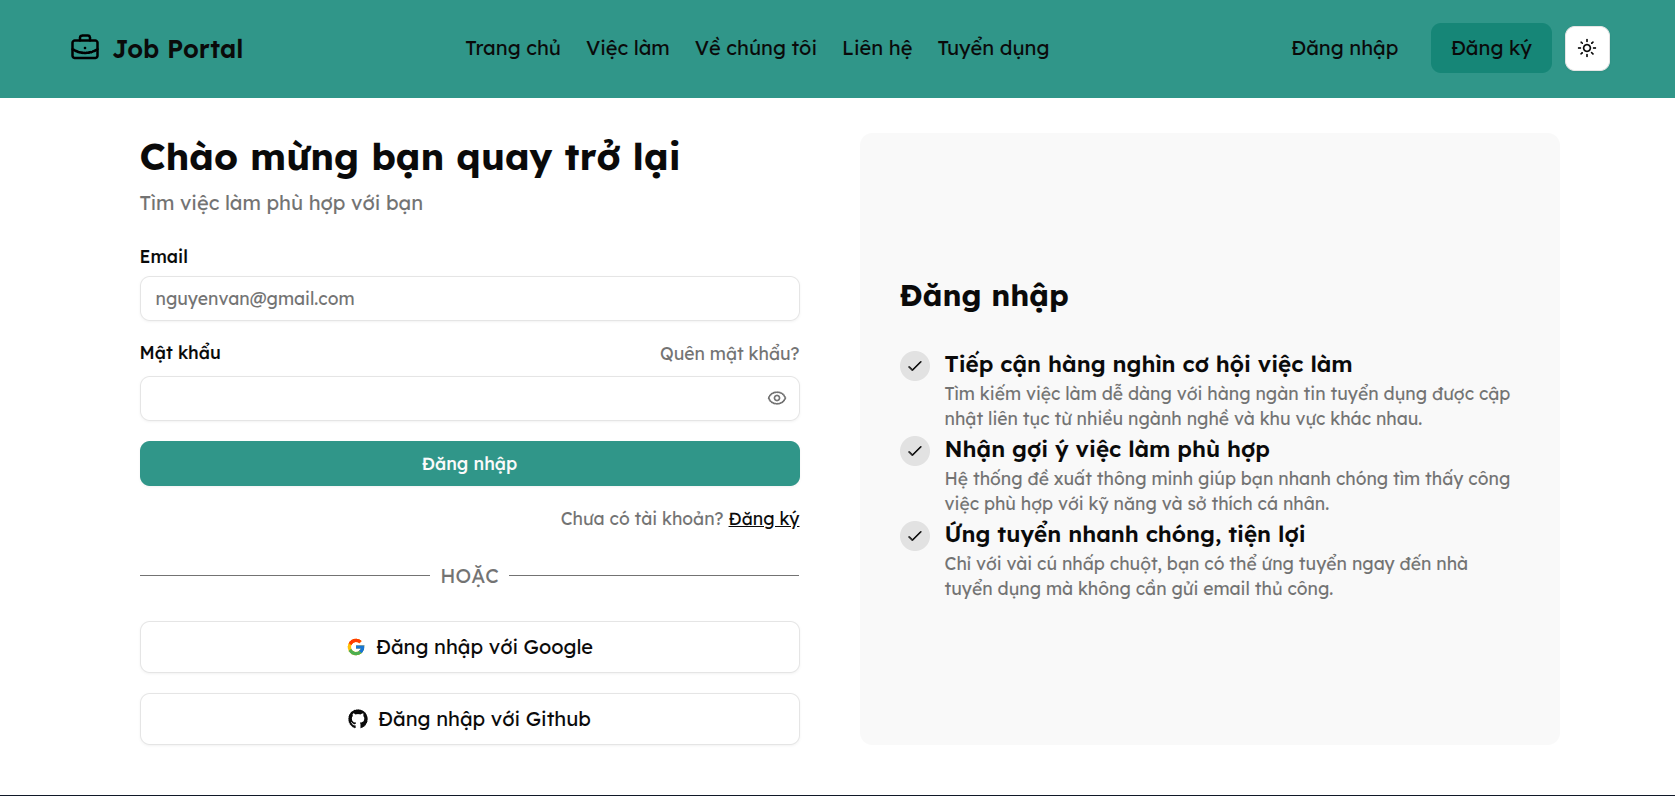 Job Portal
Trang chủ
Việc làm
Về chúng tôi
Liên hệ
Tuyển dụng
Đăng nhập
Đăng ký
Chào mừng bạn quay trở lại
Tìm việc làm phù hợp với bạn
Email
nguyenvan@gmail.com
Mật khẩu
Quên mật khẩu?
Đăng nhập
Chưa có tài khoản? Đăng ký
HOẶC
Đăng nhập với Google
Đăng nhập với Github
Đăng nhập
Tiếp cận hàng nghìn cơ hội việc làm
Tìm kiếm việc làm dễ dàng với hàng ngàn tin tuyển dụng được cập
nhật liên tục từ nhiều ngành nghề và khu vực khác nhau.
Nhận gợi ý việc làm phù hợp
Hệ thống đề xuất thông minh giúp bạn nhanh chóng tìm thấy công
việc phù hợp với kỹ năng và sở thích cá nhân.
Ứng tuyển nhanh chóng, tiện lợi
Chỉ với vài cú nhấp chuột, bạn có thể ứng tuyển ngay đến nhà
tuyển dụng mà không cần gửi email thủ công.